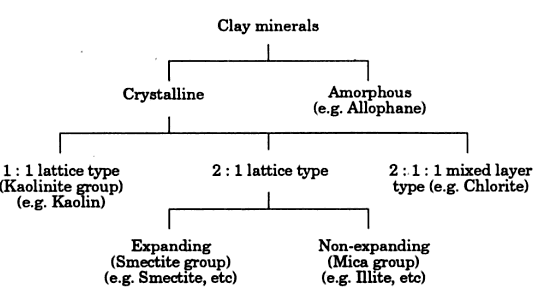 Clay minerals
Crystalline
Amorphous
(e.g. Allophane)
1 : 1 lattice type
(Kaolinite group)
(e.g. Kaolin)
2 : 1 lattice type
2 : 1 : 1 mixed layer
type (e.g. Chlorite)
Expanding
(Smectite group)
(e.g. Smectite, etc)
Non-expanding
(Mica group)
(e.g. Illite, etc)